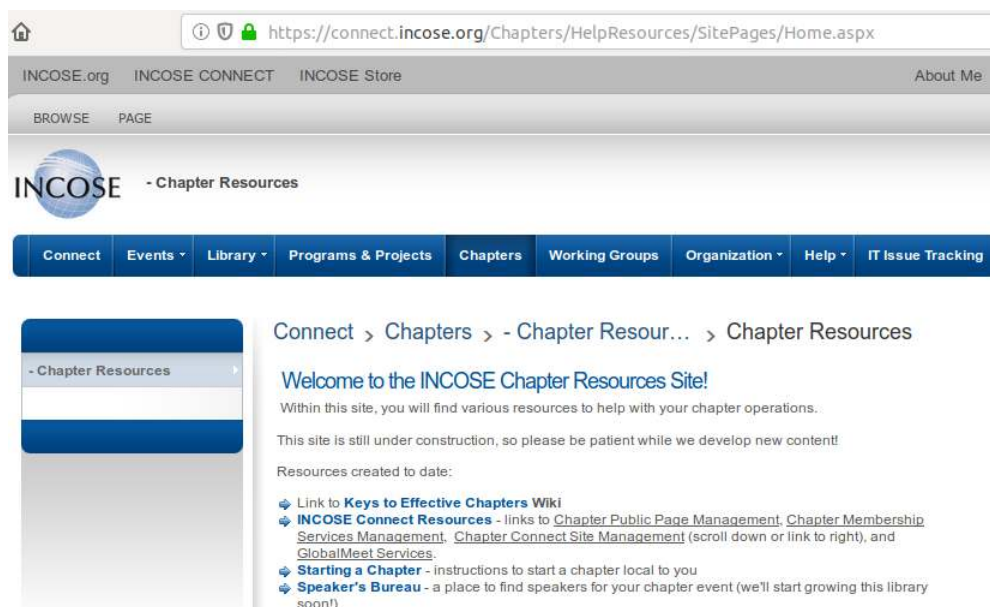 https://connect.incose.org/Chapters/HelpResources/SitePages/Home.aspx
INCOSE.org INCOSE CONNECT INCOSE Store About Me
BROWSE PAGE
INCOSE - Chapter Resources
Connect Events Library Programs & Projects Chapters Working Groups Organization Help IT Issue Tracking
Connect > Chapters > - Chapter Resour... > Chapter Resources
- Chapter Resources
Welcome to the INCOSE Chapter Resources Site!
Within this site, you will find various resources to help with your chapter operations.
This site is still under construction, so please be patient while we develop new content!
Resources created to date:
Link to Keys to Effective Chapters Wiki
INCOSE Connect Resources - links to Chapter Public Page Management, Chapter Membership
Services Management, Chapter Connect Site Management (scroll down or link to right), and
GlobalMeet Services.
Starting a Chapter - instructions to start a chapter local to you
Speaker's Bureau - a place to find speakers for your chapter event (we'll start growing this library
soon!)